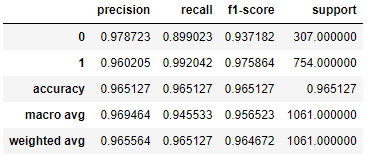 precision recall f1-score support
0 0.978723 0.899023 0.937182 307.000000
1 0.960205 0.992042 0.975864 754.000000
accuracy 0.965127 0.965127 0.965127 0.965127
macro avg 0.969464 0.945533 0.956523 1061.000000
weighted avg 0.965564 0.965127 0.964672 1061.000000